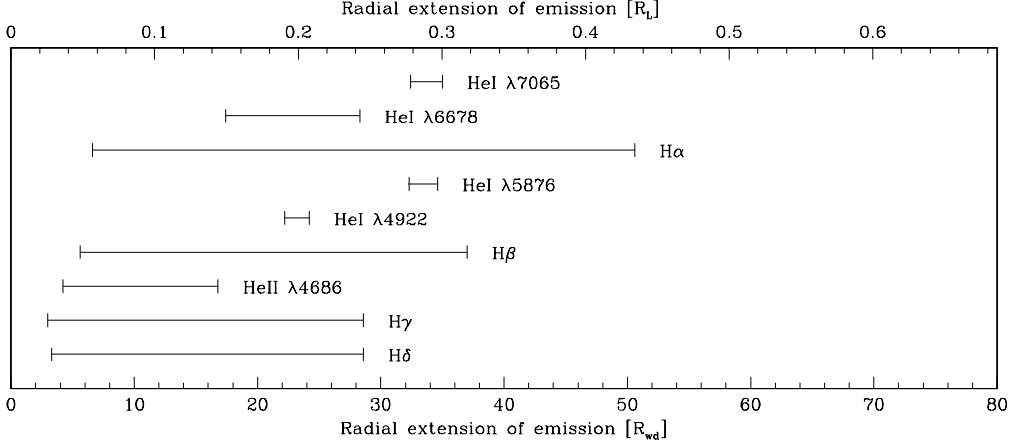 Radial extension of emission [R_L]
0 0.1 0.2 0.3 0.4 0.5 0.6
HeI λ7065
HeI λ6678
Hα
HeI λ5876
HeI λ4922
Hβ
HeII λ4686
Hγ
Hδ
0 10 20 30 40 50 60 70 80
Radial extension of emission [R_wd]